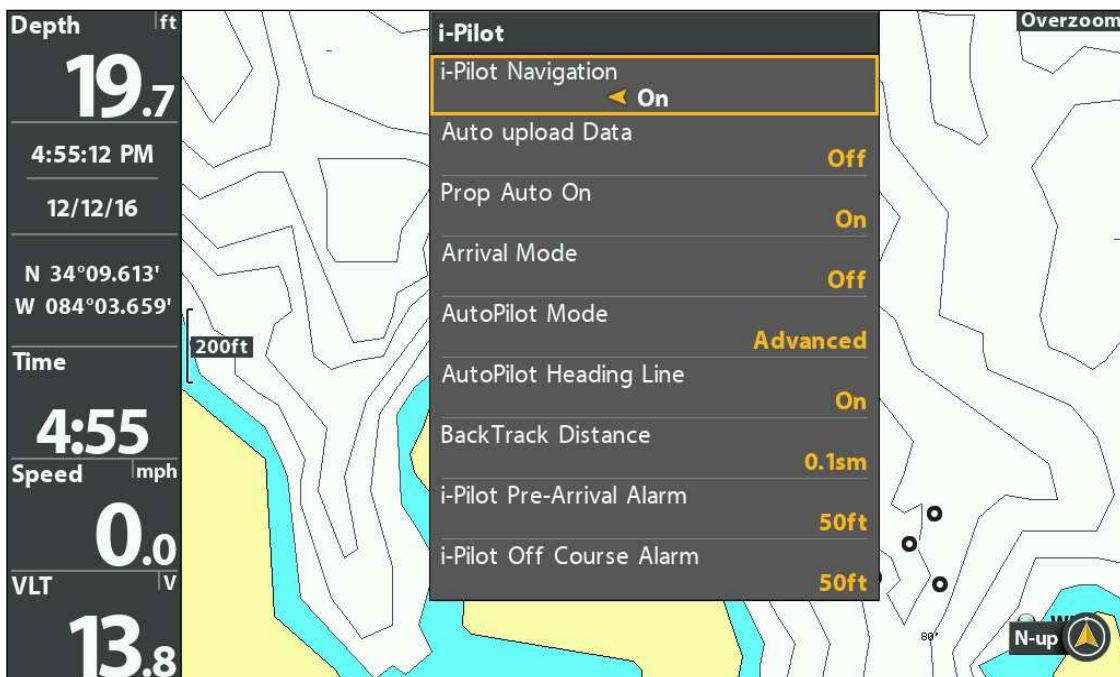 Depth ft
19.7
4:55:12 PM
12/12/16
N 34°09.613'
W 084°03.659'
Time
4:55
Speed mph
0.0
VLT V
13.8
200ft
i-Pilot
i-Pilot Navigation
On
Auto upload Data
Off
Prop Auto On
On
Arrival Mode
Off
AutoPilot Mode
Advanced
AutoPilot Heading Line
On
BackTrack Distance
0.1sm
i-Pilot Pre-Arrival Alarm
50ft
i-Pilot Off Course Alarm
50ft
Overzoom
80'
N-up